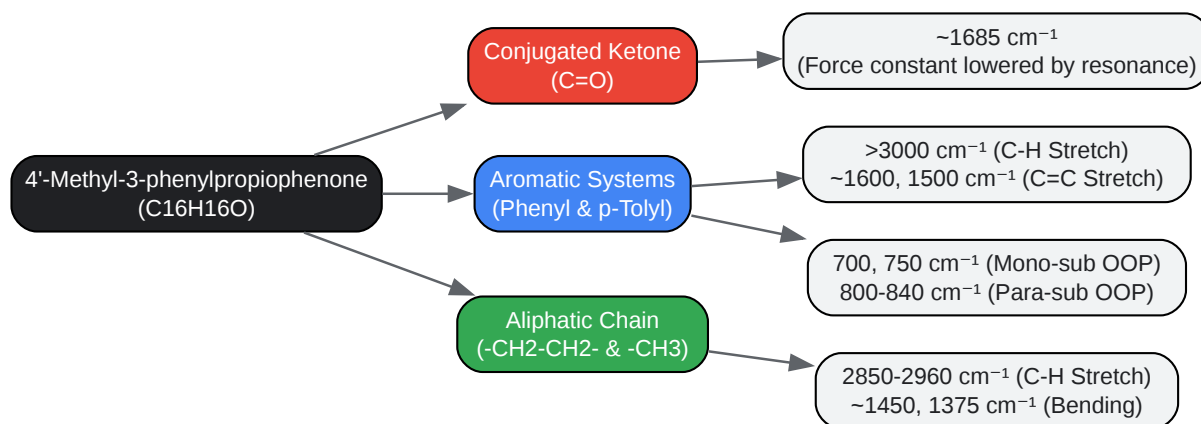 Conjugated Ketone
(C=O)
~1685 cm⁻¹
(Force constant lowered by resonance)
4'-Methyl-3-phenylpropiophenone
(C16H16O)
Aromatic Systems
(Phenyl & p-Tolyl)
>3000 cm⁻¹ (C-H Stretch)
~1600, 1500 cm⁻¹ (C=C Stretch)
700, 750 cm⁻¹ (Mono-sub OOP)
800-840 cm⁻¹ (Para-sub OOP)
Aliphatic Chain
(-CH2-CH2- & -CH3)
2850-2960 cm⁻¹ (C-H Stretch)
~1450, 1375 cm⁻¹ (Bending)